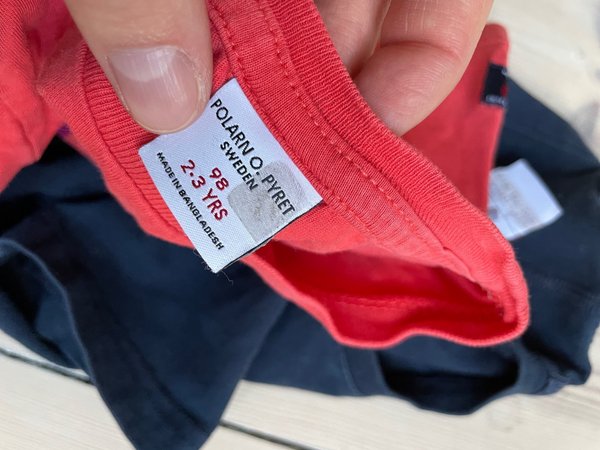 POLARN O. PYRET
SWEDEN
98
2-3 YRS
MADE IN BANGLADESH